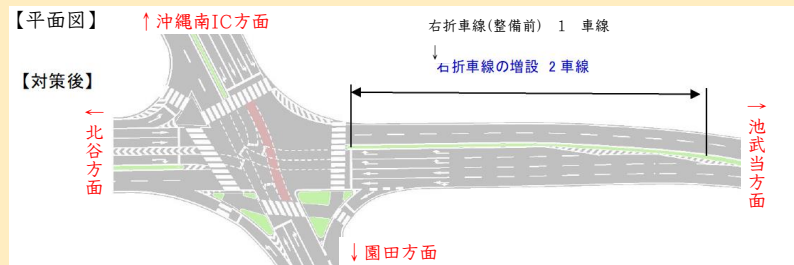 【平面図】
↑沖縄南IC方面
右折車線(整備前) 1 車線
↓
右折車線の増設 2車線
【対策後】
←北谷方面
→池武当方面
↓園田方面